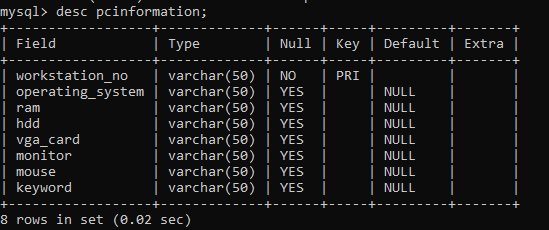 mysql> desc pcinformation;
+------------------+-------------+------+-----+---------+-------+
| Field            | Type        | Null | Key | Default | Extra |
+------------------+-------------+------+-----+---------+-------+
| workstation_no   | varchar(50) | NO   | PRI |         |       |
| operating_system | varchar(50) | YES  |     | NULL    |       |
| ram              | varchar(50) | YES  |     | NULL    |       |
| hdd              | varchar(50) | YES  |     | NULL    |       |
| vga_card         | varchar(50) | YES  |     | NULL    |       |
| monitor          | varchar(50) | YES  |     | NULL    |       |
| mouse            | varchar(50) | YES  |     | NULL    |       |
| keyword          | varchar(50) | YES  |     | NULL    |       |
+------------------+-------------+------+-----+---------+-------+
8 rows in set (0.02 sec)